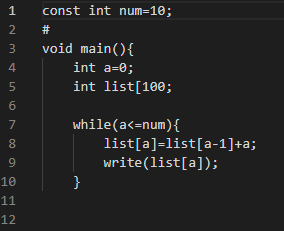 1 const int num=10;
2 #
3 void main(){
4 int a=0;
5 int list[100;
6
7 while(a<=num){
8 list[a]=list[a-1]+a;
9 write(list[a]);
10 }
11
12